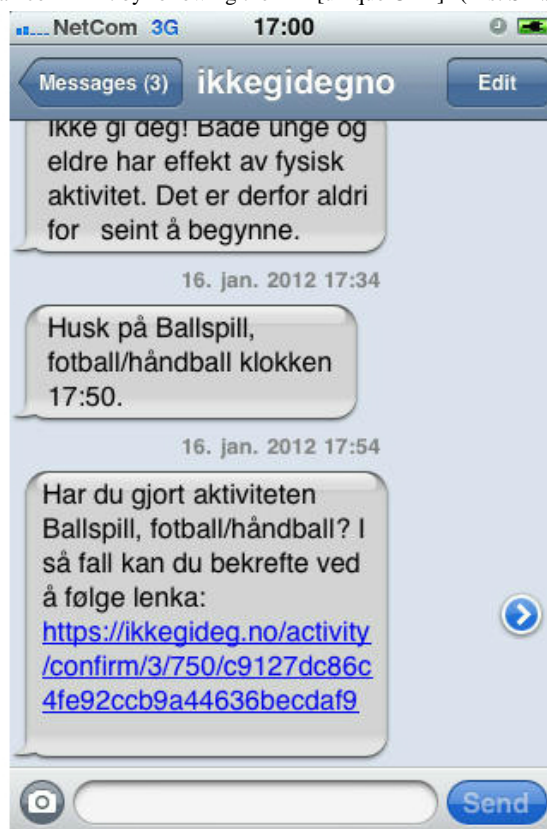 NetCom 3G 17:00
Messages (3) ikkegidegno Edit
Ikke gi deg! Både unge og
eldre har effekt av fysisk
aktivitet. Det er derfor aldri
for seint å begynne.
16. jan. 2012 17:34
Husk på Ballspill,
fotball/håndball klokken
17:50.
16. jan. 2012 17:54
Har du gjort aktiviteten
Ballspill, fotball/håndball? I
så fall kan du bekrefte ved
å følge lenka:
https://ikkegideg.no/activity
/confirm/3/750/c9127dc86c
4fe92ccb9a44636becdaf9
Send